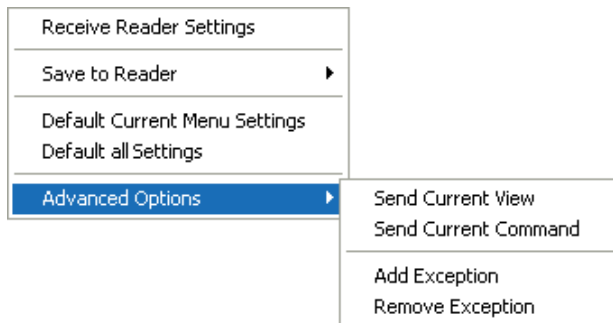 Receive Reader Settings
Save to Reader
Default Current Menu Settings
Default all Settings
Advanced Options
Send Current View
Send Current Command
Add Exception
Remove Exception